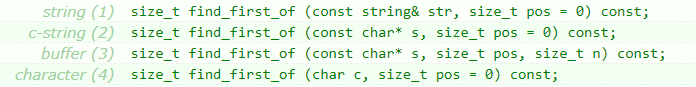 string (1) size_t find_first_of (const string& str, size_t pos = 0) const;
c-string (2) size_t find_first_of (const char* s, size_t pos = 0) const;
buffer (3) size_t find_first_of (const char* s, size_t pos, size_t n) const;
character (4) size_t find_first_of (char c, size_t pos = 0) const;